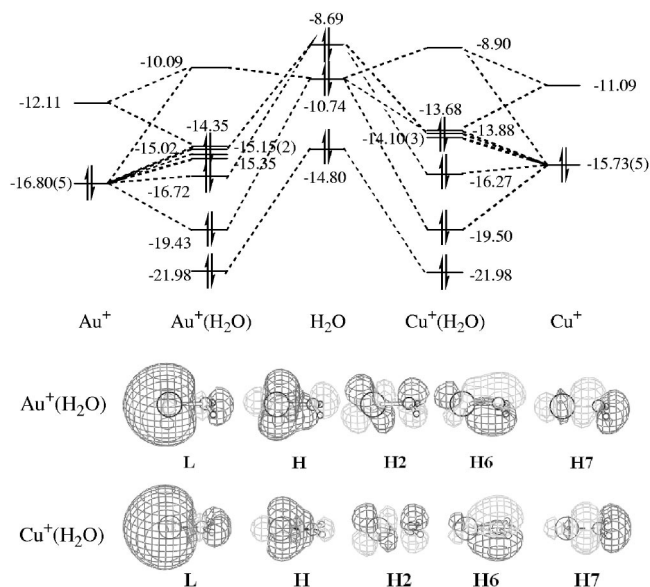 -8.69
-10.09 -8.90
-12.11 -10.74 -11.09
-14.35 -13.68
-15.02 -15.15(2) -14.10(3) -13.88
-15.35
-16.80(5) -16.72 -14.80 -16.27 -15.73(5)
-19.43 -19.50
-21.98 -21.98
Au+ Au+(H2O) H2O Cu+(H2O) Cu+
Au+(H2O)
L H H2 H6 H7
Cu+(H2O)
L H H2 H6 H7